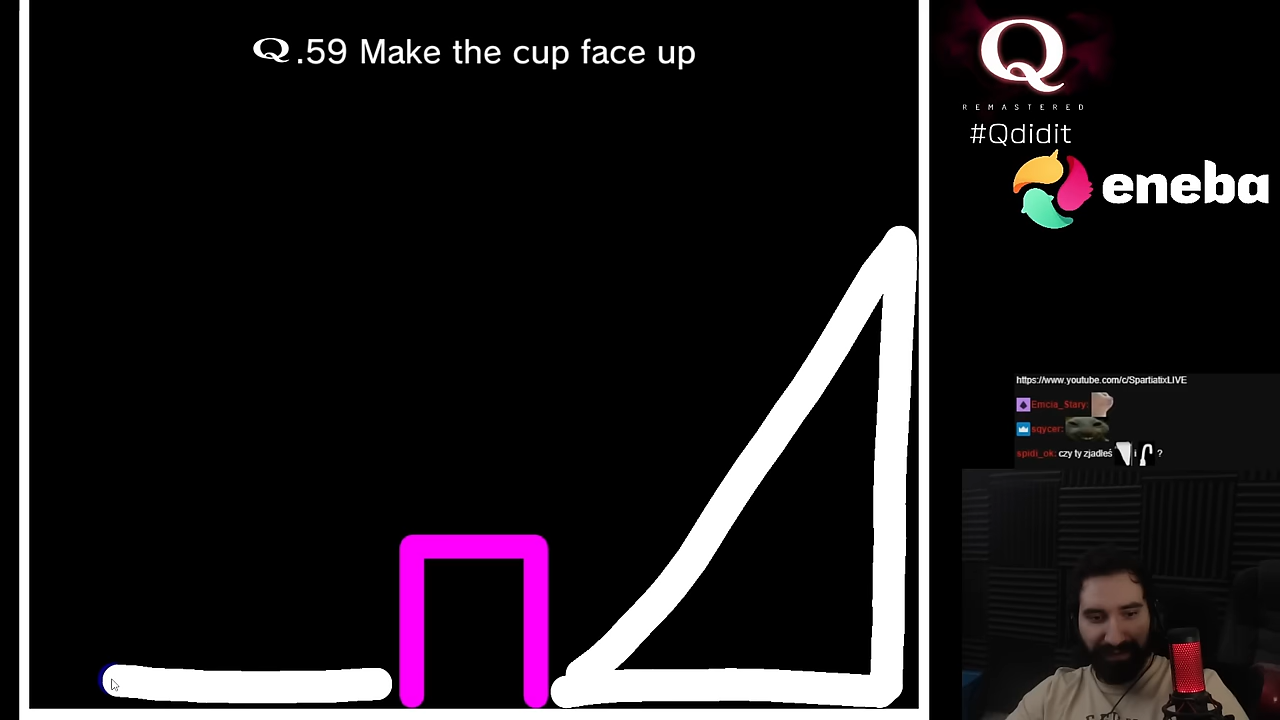 Q.59 Make the cup face up
Q
REMASTERED
#Qdidit
eneba
https://www.youtube.com/c/SpartiatixLIVE
Emcia_Stary:
sqycer:
spidi_ok: czy ty zjadłeś i ?